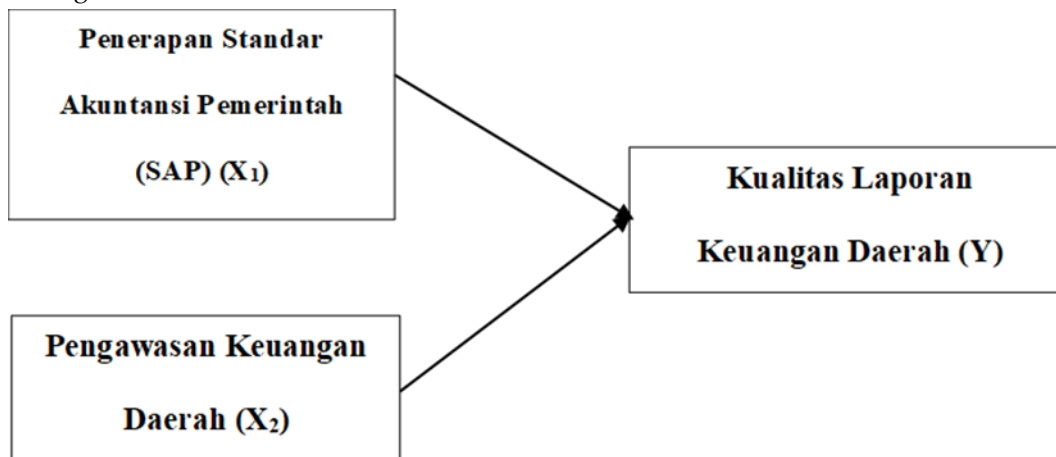 Penerapan Standar
Akuntansi Pemerintah
(SAP) (X₁)
Kualitas Laporan
Keuangan Daerah (Y)
Pengawasan Keuangan
Daerah (X₂)